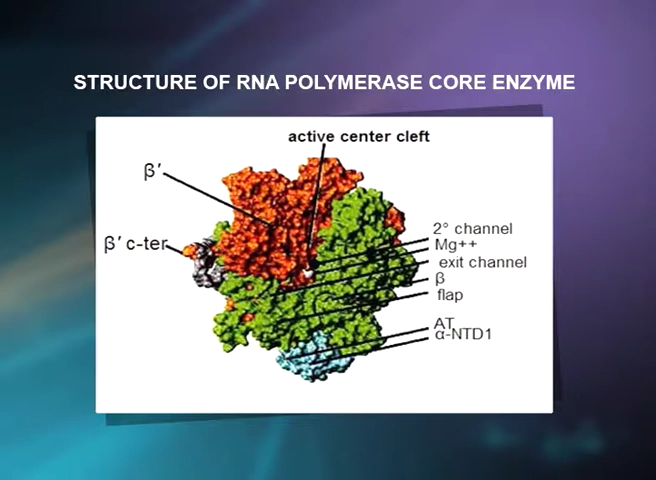 STRUCTURE OF RNA POLYMERASE CORE ENZYME
active center cleft
β′
β′ c-ter
2° channel
Mg++
exit channel
β
flap
AT
α-NTD1